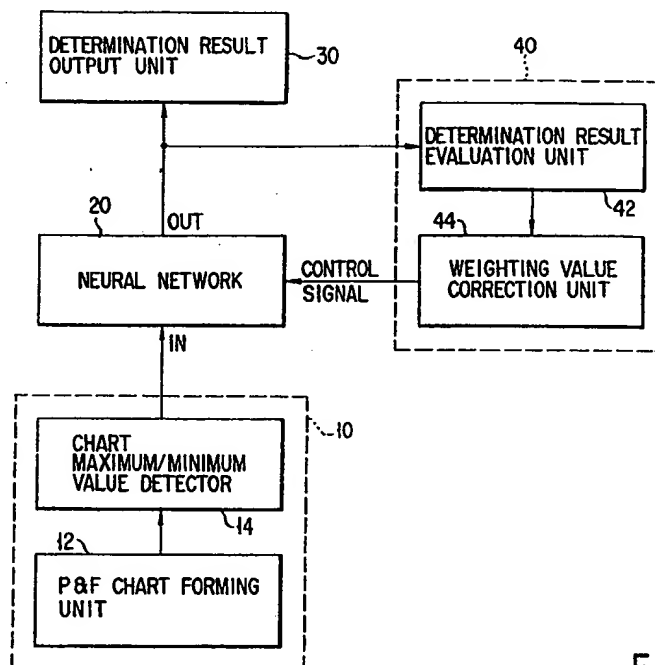 DETERMINATION RESULT
OUTPUT UNIT
30
40
DETERMINATION RESULT
EVALUATION UNIT
42
20
OUT
44
NEURAL NETWORK
CONTROL
SIGNAL
WEIGHTING VALUE
CORRECTION UNIT
IN
10
CHART
MAXIMUM/MINIMUM
VALUE DETECTOR
14
12
P&F CHART FORMING
UNIT